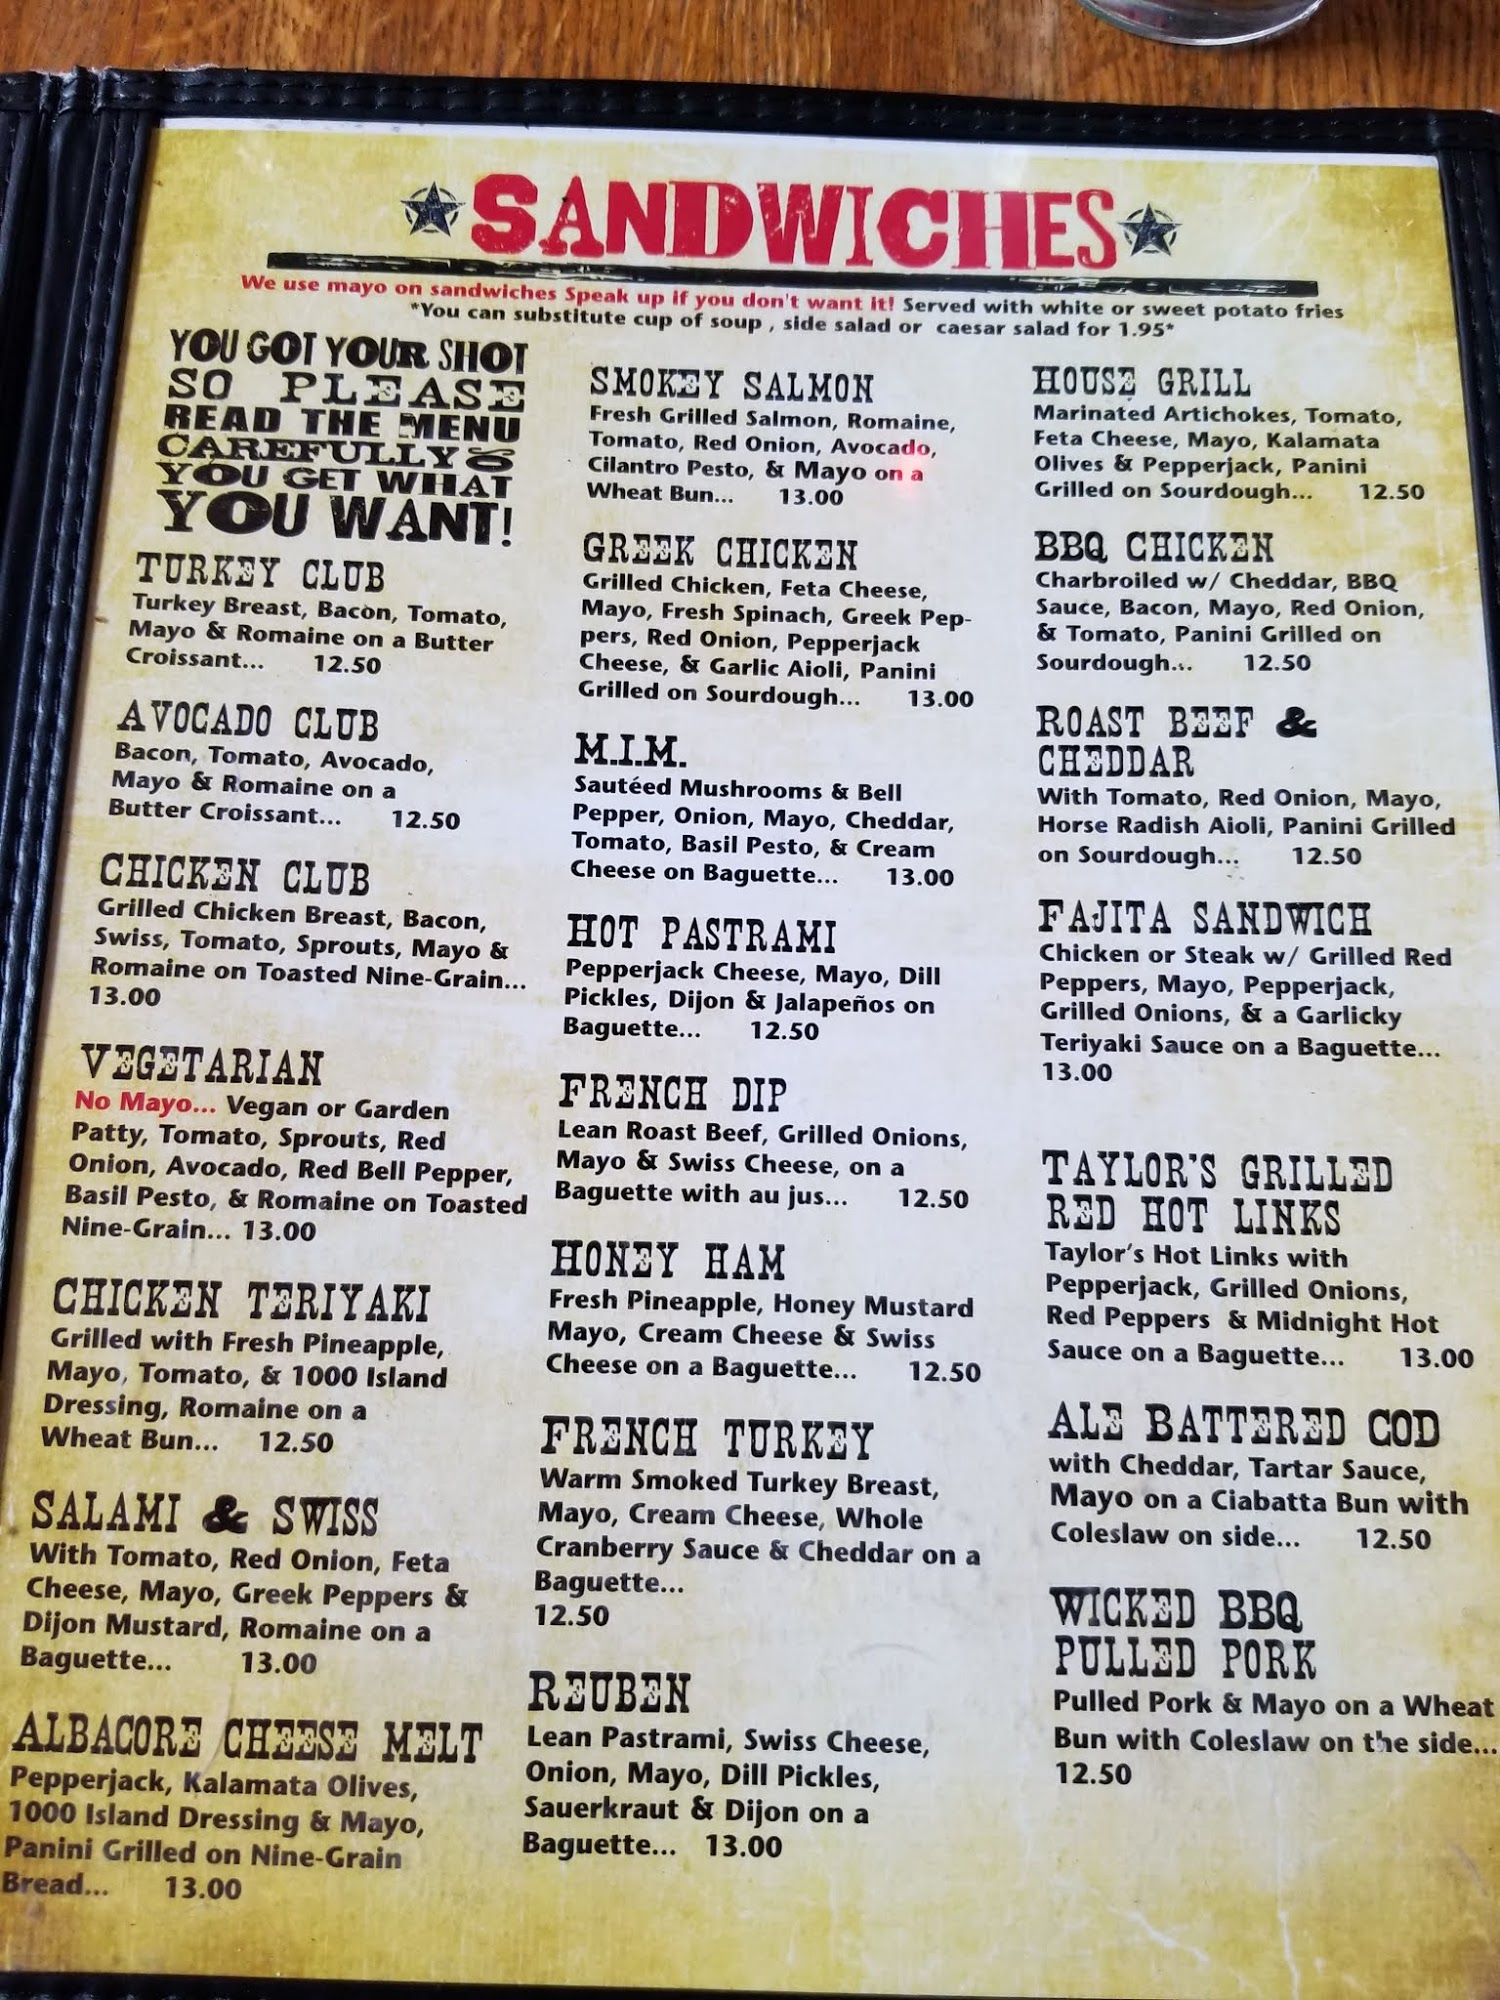 SANDWICHES
We use mayo on sandwiches Speak up if you don't want it! Served with white or sweet potato fries
*You can substitute cup of soup , side salad or caesar salad for 1.95*
YOU GOT YOUR SHOT
SO PLEASE
READ THE MENU
CAREFULLY &
YOU GET WHAT
YOU WANT!
TURKEY CLUB
Turkey Breast, Bacon, Tomato,
Mayo & Romaine on a Butter
Croissant... 12.50
AVOCADO CLUB
Bacon, Tomato, Avocado,
Mayo & Romaine on a
Butter Croissant... 12.50
CHICKEN CLUB
Grilled Chicken Breast, Bacon,
Swiss, Tomato, Sprouts, Mayo &
Romaine on Toasted Nine-Grain...
13.00
VEGETARIAN
No Mayo... Vegan or Garden
Patty, Tomato, Sprouts, Red
Onion, Avocado, Red Bell Pepper,
Basil Pesto, & Romaine on Toasted
Nine-Grain... 13.00
CHICKEN TERIYAKI
Grilled with Fresh Pineapple,
Mayo, Tomato, & 1000 Island
Dressing, Romaine on a
Wheat Bun... 12.50
SALAMI & SWISS
With Tomato, Red Onion, Feta
Cheese, Mayo, Greek Peppers &
Dijon Mustard, Romaine on a
Baguette... 13.00
ALBACORE CHEESE MELT
Pepperjack, Kalamata Olives,
1000 Island Dressing & Mayo,
Panini Grilled on Nine-Grain
Bread... 13.00
SMOKEY SALMON
Fresh Grilled Salmon, Romaine,
Tomato, Red Onion, Avocado,
Cilantro Pesto, & Mayo on a
Wheat Bun... 13.00
GREEK CHICKEN
Grilled Chicken, Feta Cheese,
Mayo, Fresh Spinach, Greek Pep-
pers, Red Onion, Pepperjack
Cheese, & Garlic Aioli, Panini
Grilled on Sourdough... 13.00
M.I.M.
Sautéed Mushrooms & Bell
Pepper, Onion, Mayo, Cheddar,
Tomato, Basil Pesto, & Cream
Cheese on Baguette... 13.00
HOT PASTRAMI
Pepperjack Cheese, Mayo, Dill
Pickles, Dijon & Jalapeños on
Baguette... 12.50
FRENCH DIP
Lean Roast Beef, Grilled Onions,
Mayo & Swiss Cheese, on a
Baguette with au jus... 12.50
HONEY HAM
Fresh Pineapple, Honey Mustard
Mayo, Cream Cheese & Swiss
Cheese on a Baguette... 12.50
FRENCH TURKEY
Warm Smoked Turkey Breast,
Mayo, Cream Cheese, Whole
Cranberry Sauce & Cheddar on a
Baguette...
12.50
REUBEN
Lean Pastrami, Swiss Cheese,
Onion, Mayo, Dill Pickles,
Sauerkraut & Dijon on a
Baguette... 13.00
HOUSE GRILL
Marinated Artichokes, Tomato,
Feta Cheese, Mayo, Kalamata
Olives & Pepperjack, Panini
Grilled on Sourdough... 12.50
BBQ CHICKEN
Charbroiled w/ Cheddar, BBQ
Sauce, Bacon, Mayo, Red Onion,
& Tomato, Panini Grilled on
Sourdough... 12.50
ROAST BEEF &
CHEDDAR
With Tomato, Red Onion, Mayo,
Horse Radish Aioli, Panini Grilled
on Sourdough... 12.50
FAJITA SANDWICH
Chicken or Steak w/ Grilled Red
Peppers, Mayo, Pepperjack,
Grilled Onions, & a Garlicky
Teriyaki Sauce on a Baguette...
13.00
TAYLOR'S GRILLED
RED HOT LINKS
Taylor's Hot Links with
Pepperjack, Grilled Onions,
Red Peppers & Midnight Hot
Sauce on a Baguette... 13.00
ALE BATTERED COD
with Cheddar, Tartar Sauce,
Mayo on a Ciabatta Bun with
Coleslaw on side... 12.50
WICKED BBQ
PULLED PORK
Pulled Pork & Mayo on a Wheat
Bun with Coleslaw on the side...
12.50